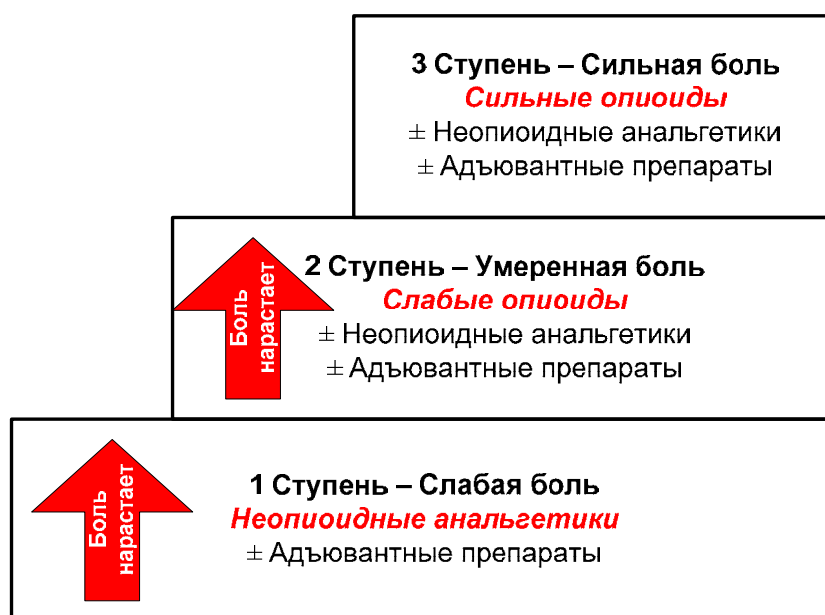 3 Ступень – Сильная боль
Сильные опиоиды
± Неопиоидные анальгетики
± Адъювантные препараты
Боль
нарастает
2 Ступень – Умеренная боль
Слабые опиоиды
± Неопиоидные анальгетики
± Адъювантные препараты
Боль
нарастает
1 Ступень – Слабая боль
Неопиоидные анальгетики
± Адъювантные препараты